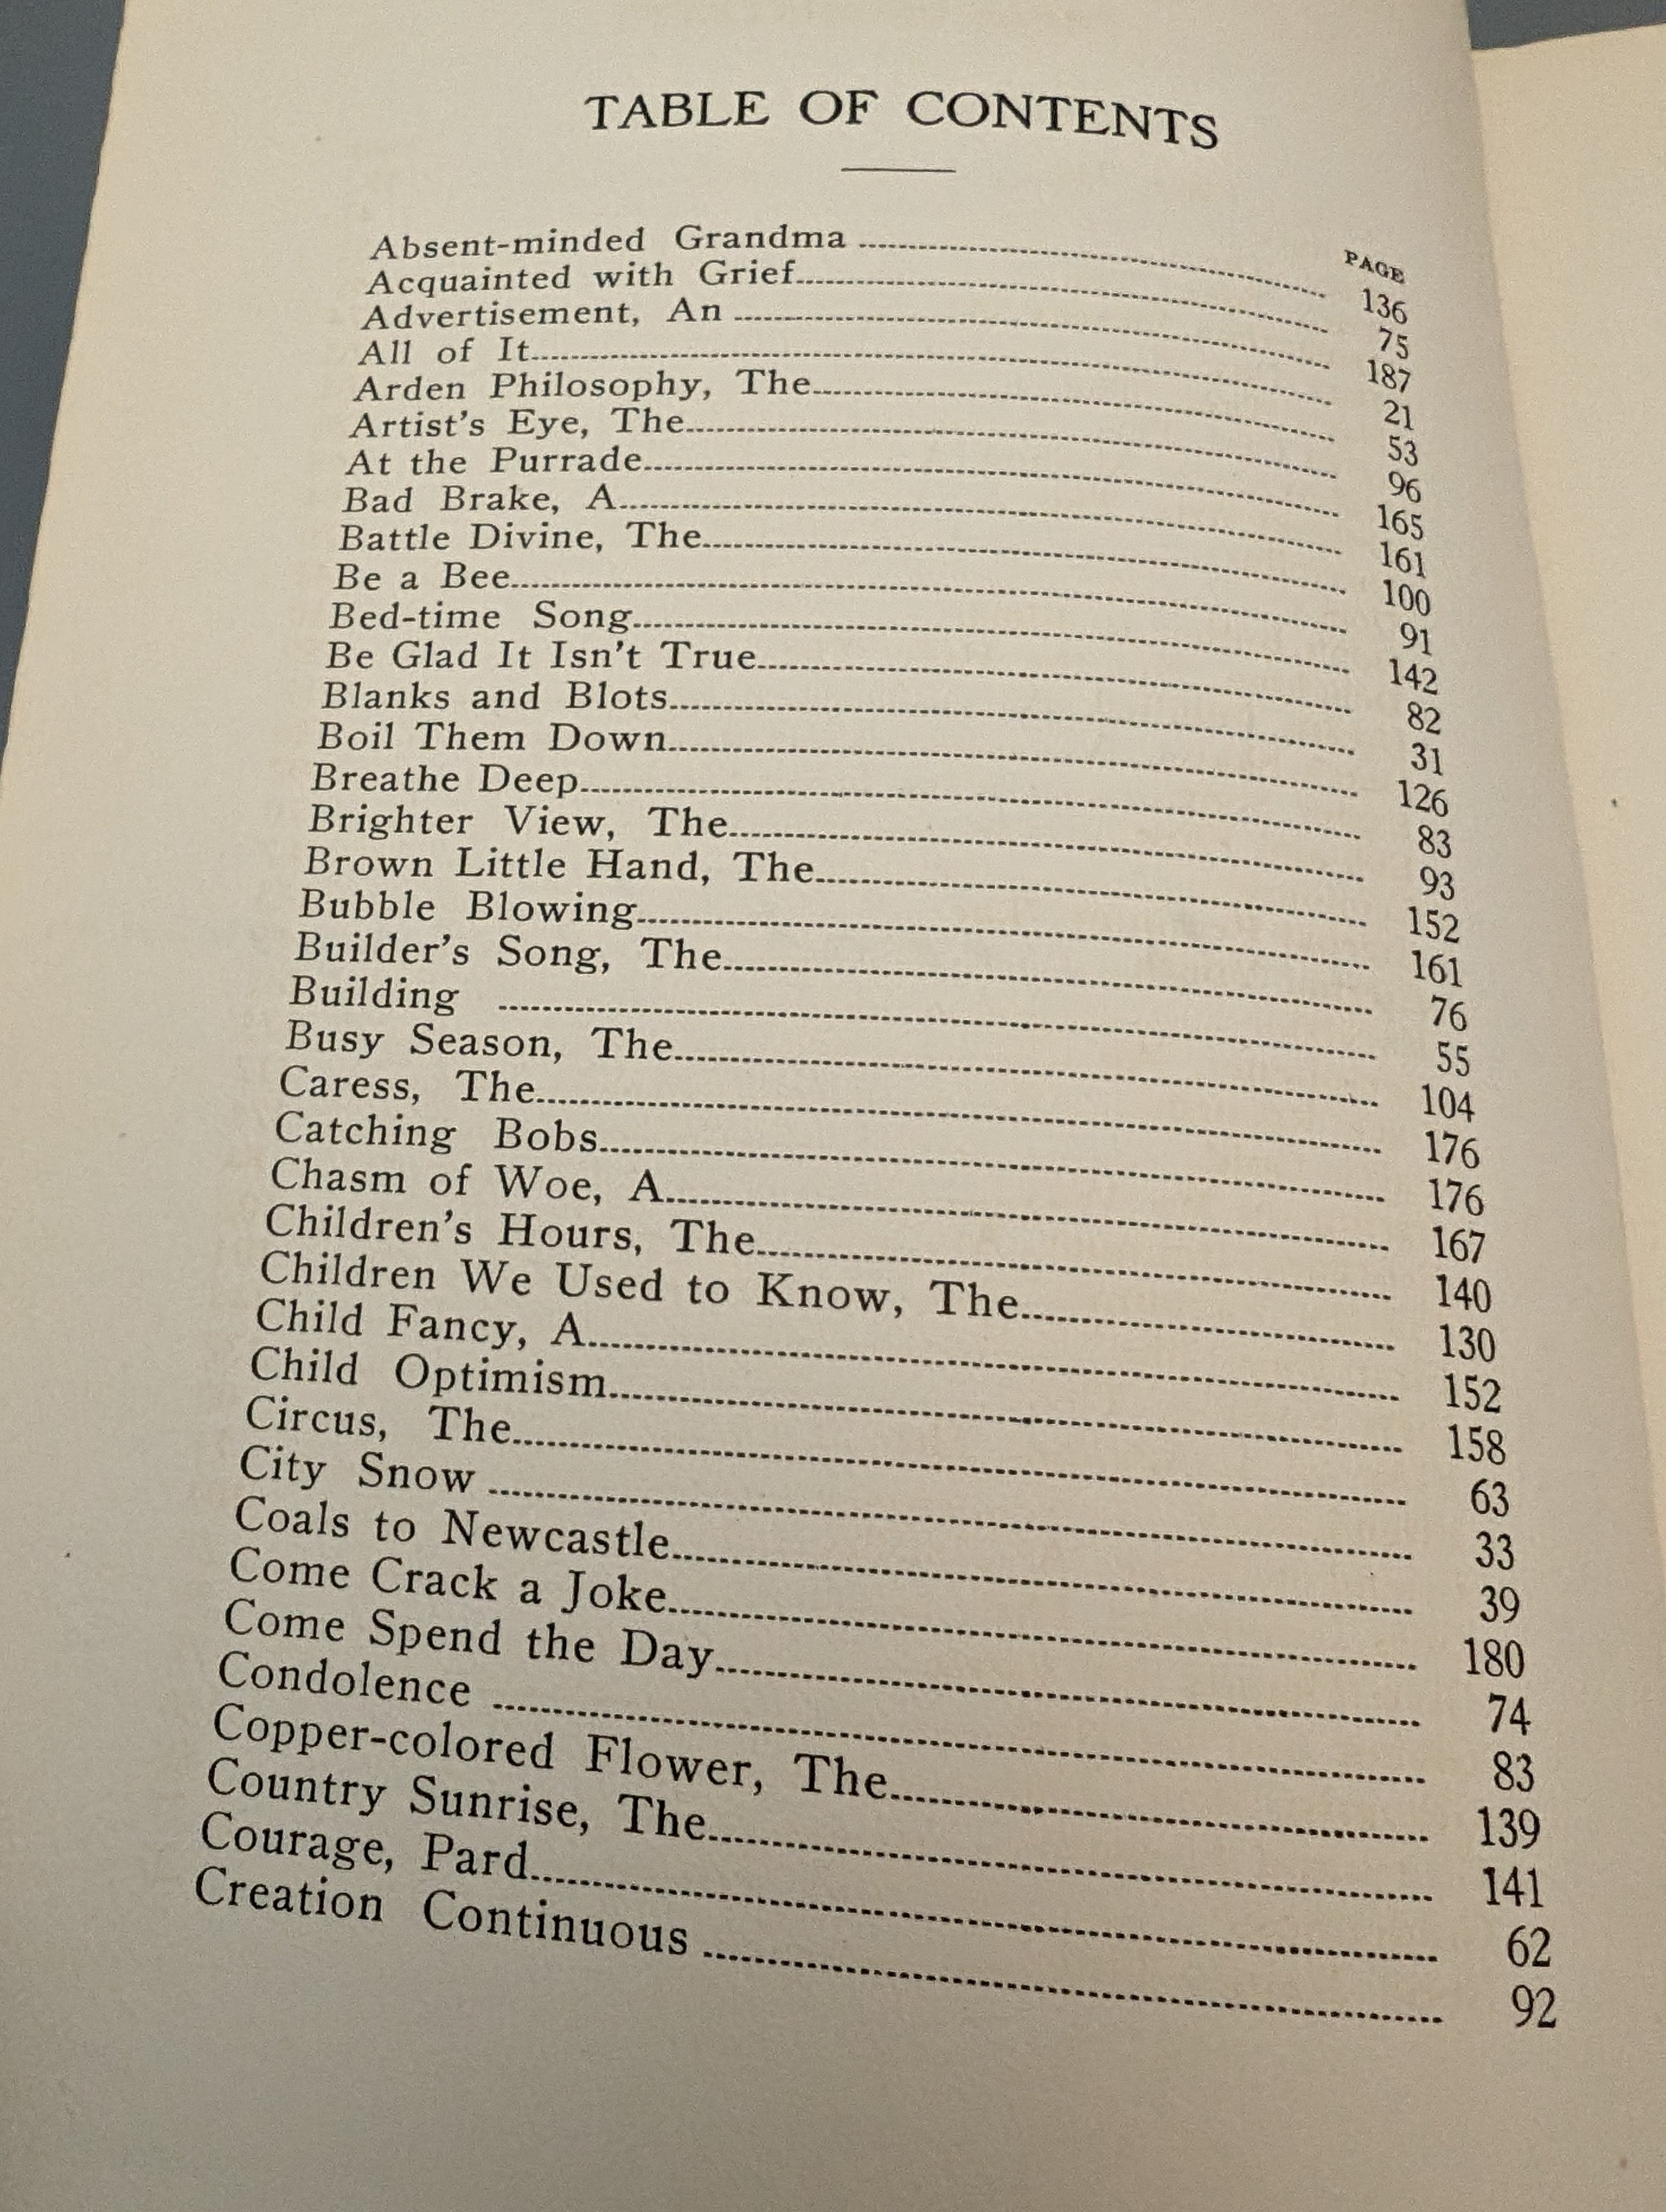 TABLE OF CONTENTS
PAGE
Absent-minded Grandma ........ 136
Acquainted with Grief ........ 75
Advertisement, An ........ 187
All of It ........ 21
Arden Philosophy, The ........ 53
Artist's Eye, The ........ 96
At the Purrade ........ 165
Bad Brake, A ........ 161
Battle Divine, The ........ 100
Be a Bee ........ 91
Bed-time Song ........ 142
Be Glad It Isn't True ........ 82
Blanks and Blots ........ 31
Boil Them Down ........ 126
Breathe Deep ........ 83
Brighter View, The ........ 93
Brown Little Hand, The ........ 152
Bubble Blowing ........ 161
Builder's Song, The ........ 76
Building ........ 55
Busy Season, The ........ 104
Caress, The ........ 176
Catching Bobs ........ 176
Chasm of Woe, A ........ 167
Children's Hours, The ........ 140
Children We Used to Know, The ........ 130
Child Fancy, A ........ 152
Child Optimism ........ 158
Circus, The ........ 63
City Snow ........ 33
Coals to Newcastle ........ 39
Come Crack a Joke ........ 180
Come Spend the Day ........ 74
Condolence ........ 83
Copper-colored Flower, The ........ 139
Country Sunrise, The ........ 141
Courage, Pard ........ 62
Creation Continuous ........ 92